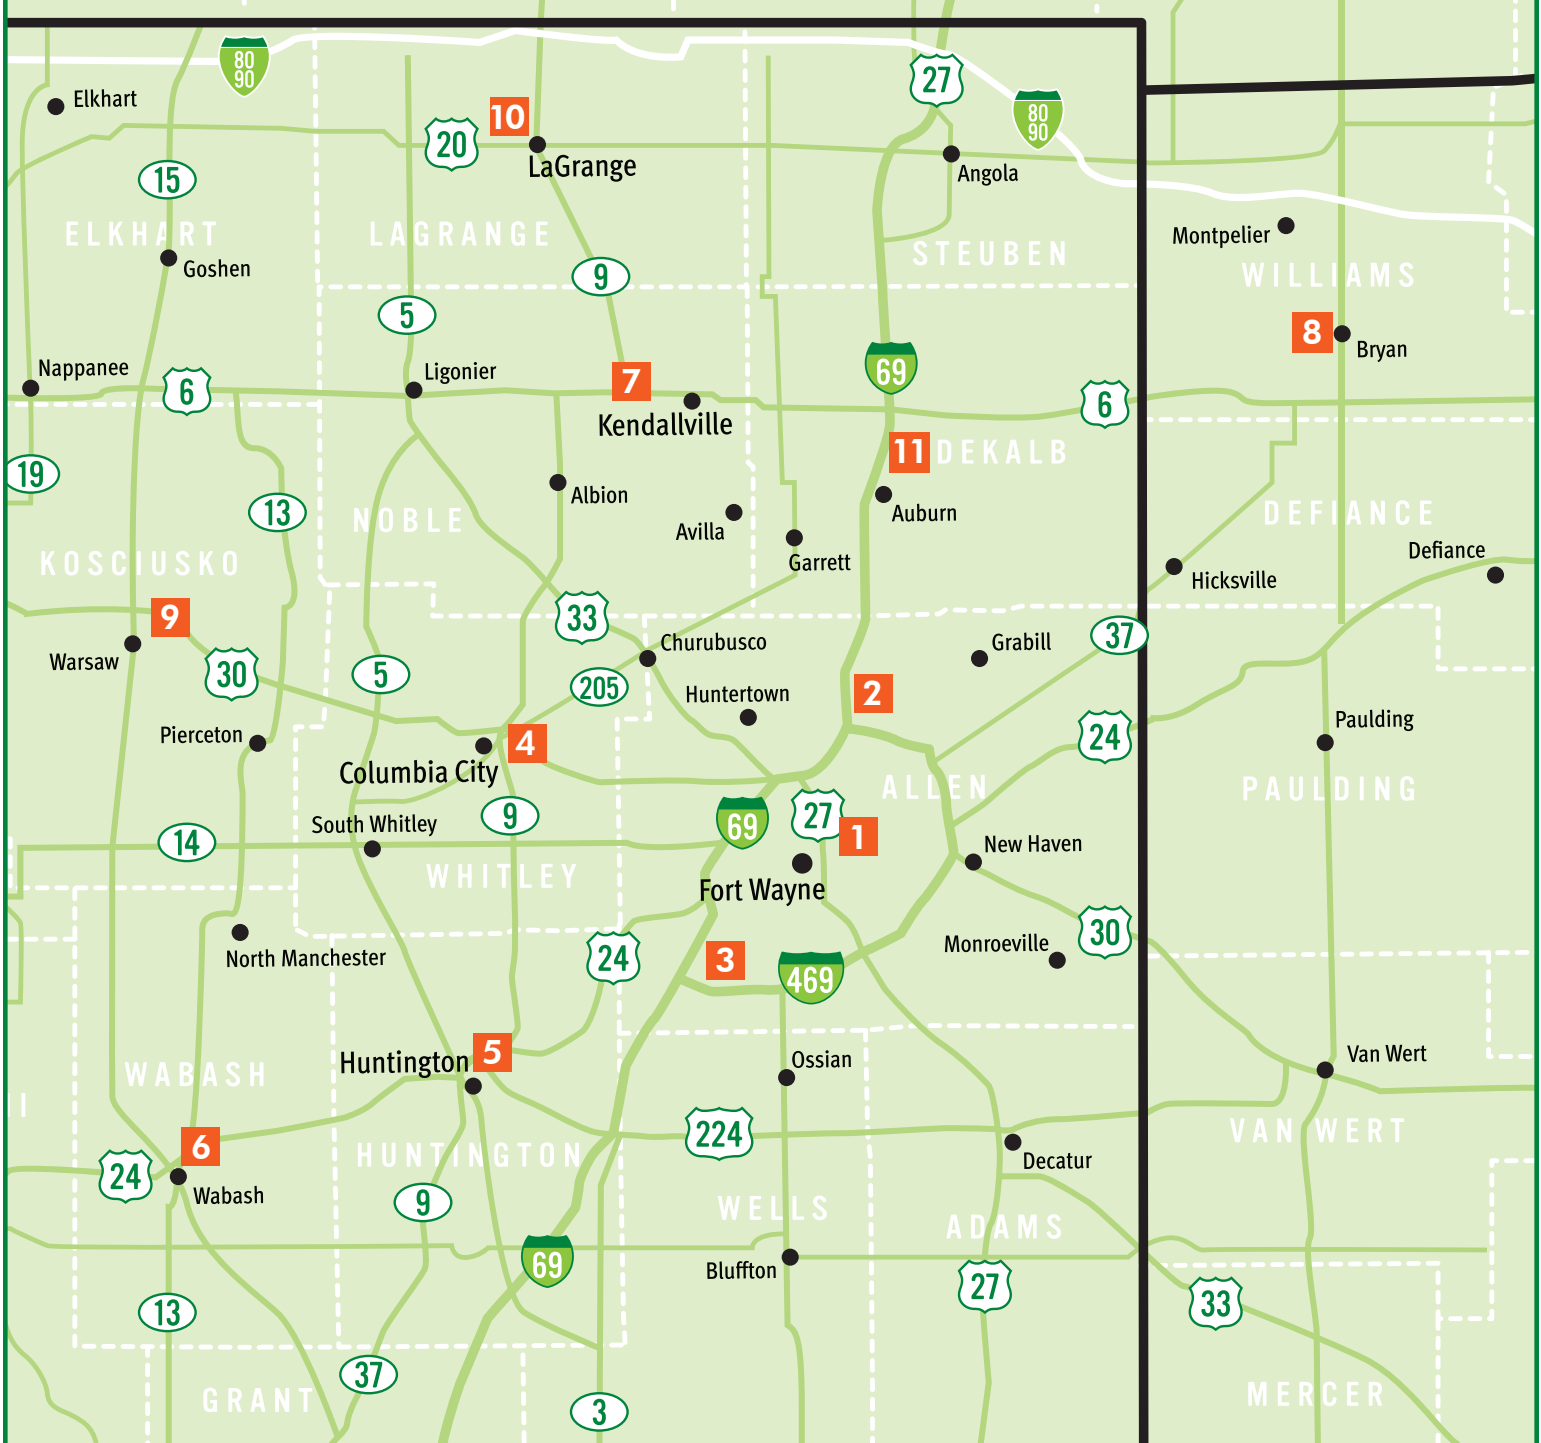 80
90
27
80
90
Elkhart
10
20
LaGrange
Angola
15
ELKHART
LAGRANGE
STEUBEN
Montpelier
WILLIAMS
Goshen
9
5
8
Bryan
69
Nappanee
Ligonier
7
6
6
Kendallville
11
DEKALB
19
Albion
13
NOBLE
Avilla
Auburn
DEFIANCE
Garrett
Defiance
KOSCIUSKO
Hicksville
9
33
37
Warsaw
30
5
Churubusco
Grabill
205
Huntertown
2
Pierceton
4
24
Paulding
Columbia City
ALLEN
PAULDING
South Whitley
9
69
27
1
14
New Haven
WHITLEY
Fort Wayne
North Manchester
24
3
469
Monroeville
30
Huntington
5
Ossian
Van Wert
WABASH
6
224
VAN WERT
24
HUNTINGTON
Decatur
Wabash
9
WELLS
ADAMS
69
Bluffton
27
33
13
37
GRANT
3
MERCER